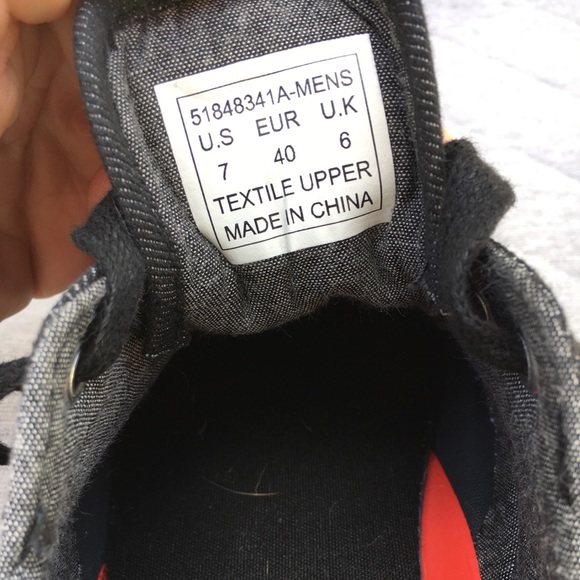 51848341A-MENS
U.S EUR U.K
7 40 6
TEXTILE UPPER
MADE IN CHINA